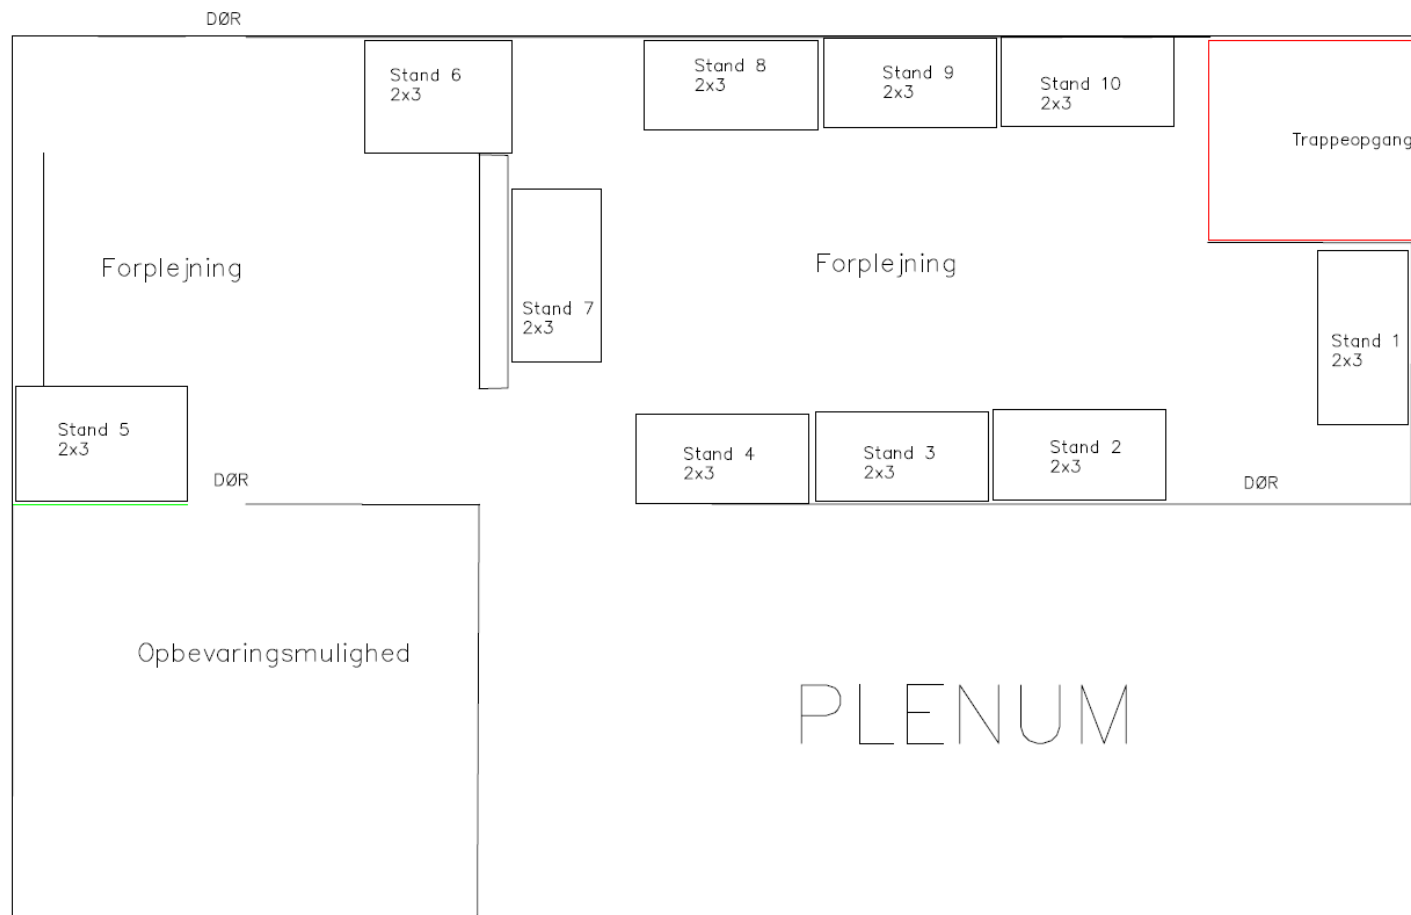 DØR
Stand 6
2x3
Stand 8
2x3
Stand 9
2x3
Stand 10
2x3
Trappeopgang
Forplejning
Forplejning
Stand 7
2x3
Stand 1
2x3
Stand 5
2x3
DØR
Stand 4
2x3
Stand 3
2x3
Stand 2
2x3
DØR
Opbevaringsmulighed
PLENUM